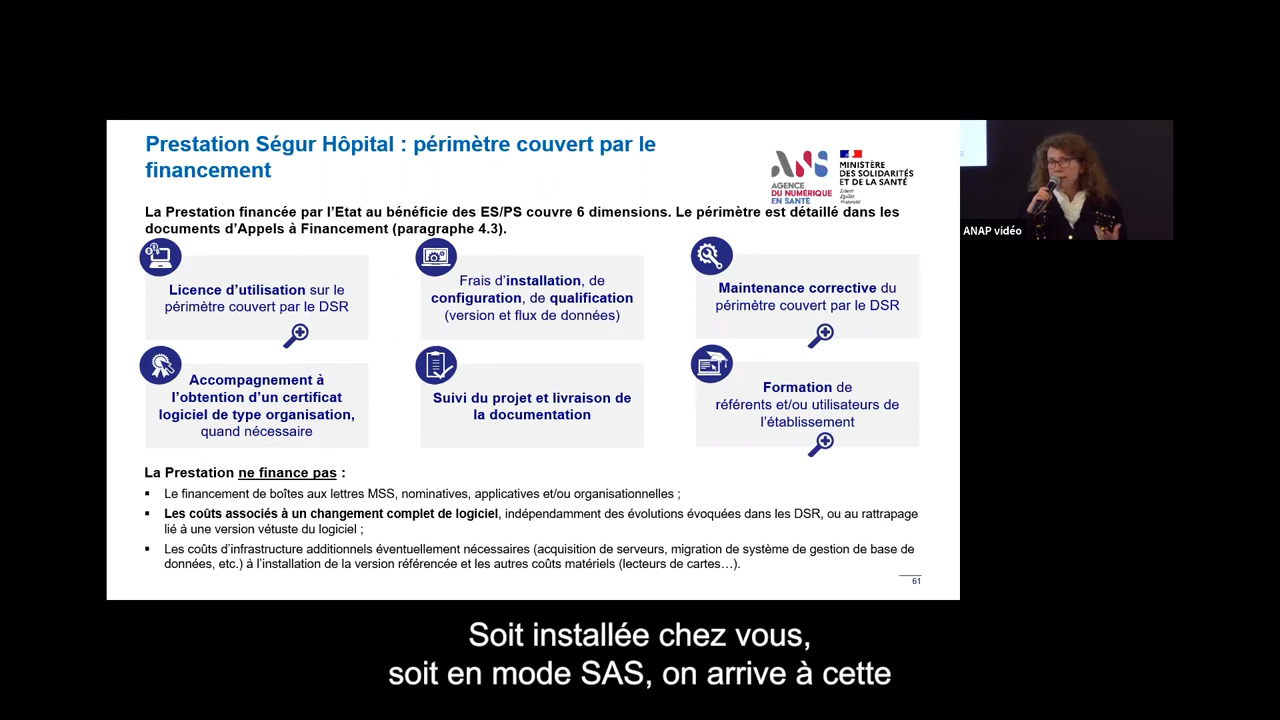 Prestation Ségur Hôpital : périmètre couvert par le
financement
ANS
AGENCE
DU NUMÉRIQUE
EN SANTÉ
MINISTÈRE
DES SOLIDARITÉS
ET DE LA SANTÉ
Liberté
Égalité
Fraternité
La Prestation financée par l'Etat au bénéficie des ES/PS couvre 6 dimensions. Le périmètre est détaillé dans les
documents d'Appels à Financement (paragraphe 4.3).
Licence d'utilisation sur le
périmètre couvert par le DSR
Frais d'installation, de
configuration, de qualification
(version et flux de données)
Maintenance corrective du
périmètre couvert par le DSR
Accompagnement à
l'obtention d'un certificat
logiciel de type organisation,
quand nécessaire
Suivi du projet et livraison de
la documentation
Formation de
référents et/ou utilisateurs de
l'établissement
La Prestation ne finance pas :
▪ Le financement de boîtes aux lettres MSS, nominatives, applicatives et/ou organisationnelles ;
▪ Les coûts associés à un changement complet de logiciel, indépendamment des évolutions évoquées dans les DSR, ou au rattrapage
lié à une version vétuste du logiciel ;
▪ Les coûts d'infrastructure additionnels éventuellement nécessaires (acquisition de serveurs, migration de système de gestion de base de
données, etc.) à l'installation de la version référencée et les autres coûts matériels (lecteurs de cartes…).
61
ANAP vidéo
Soit installée chez vous,
soit en mode SAS, on arrive à cette